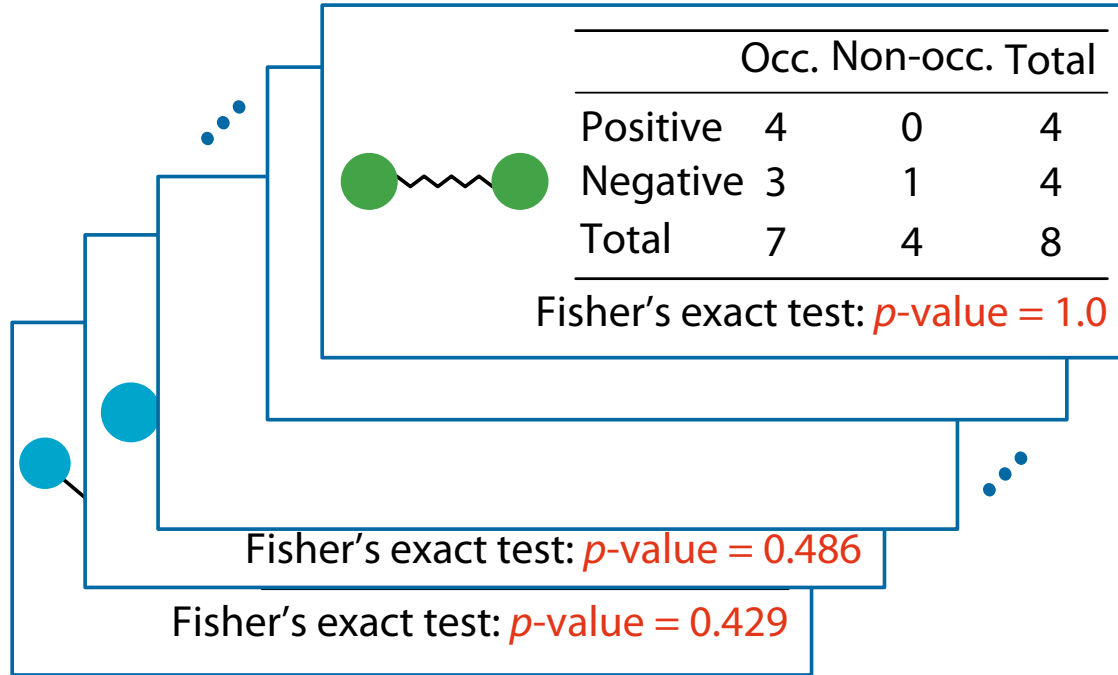 Occ. Non-occ. Total
Positive 4 0 4
Negative 3 1 4
Total 7 4 8
Fisher’s exact test: p-value = 1.0
Fisher’s exact test: p-value = 0.486
Fisher’s exact test: p-value = 0.429